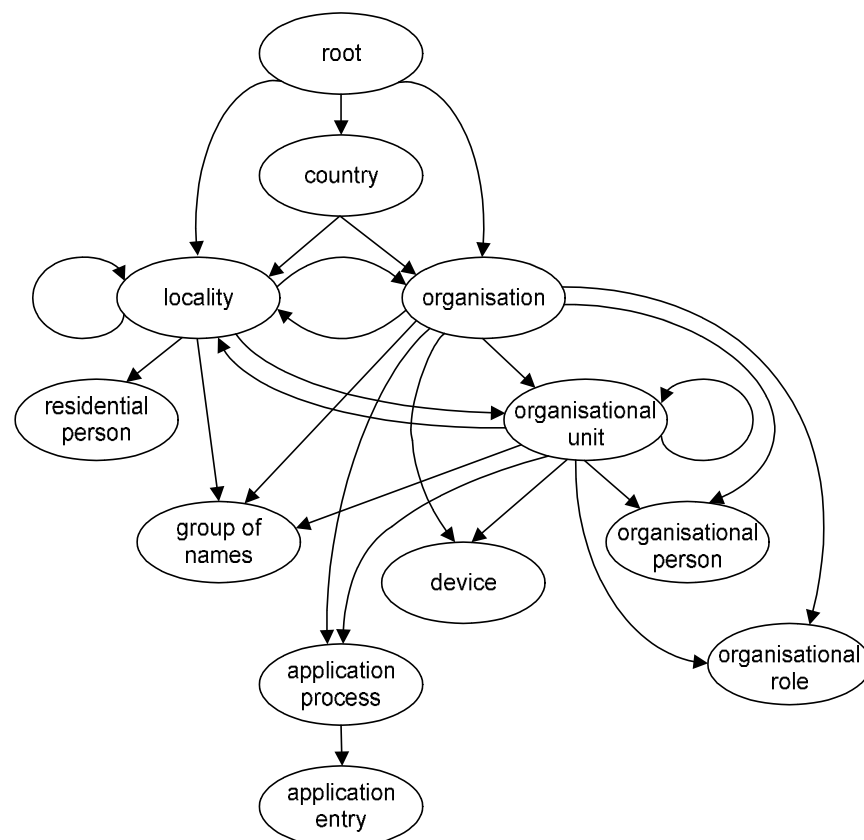 root
country
locality
organisation
residential
person
organisational
unit
group of
names
device
organisational
person
application
process
organisational
role
application
entry